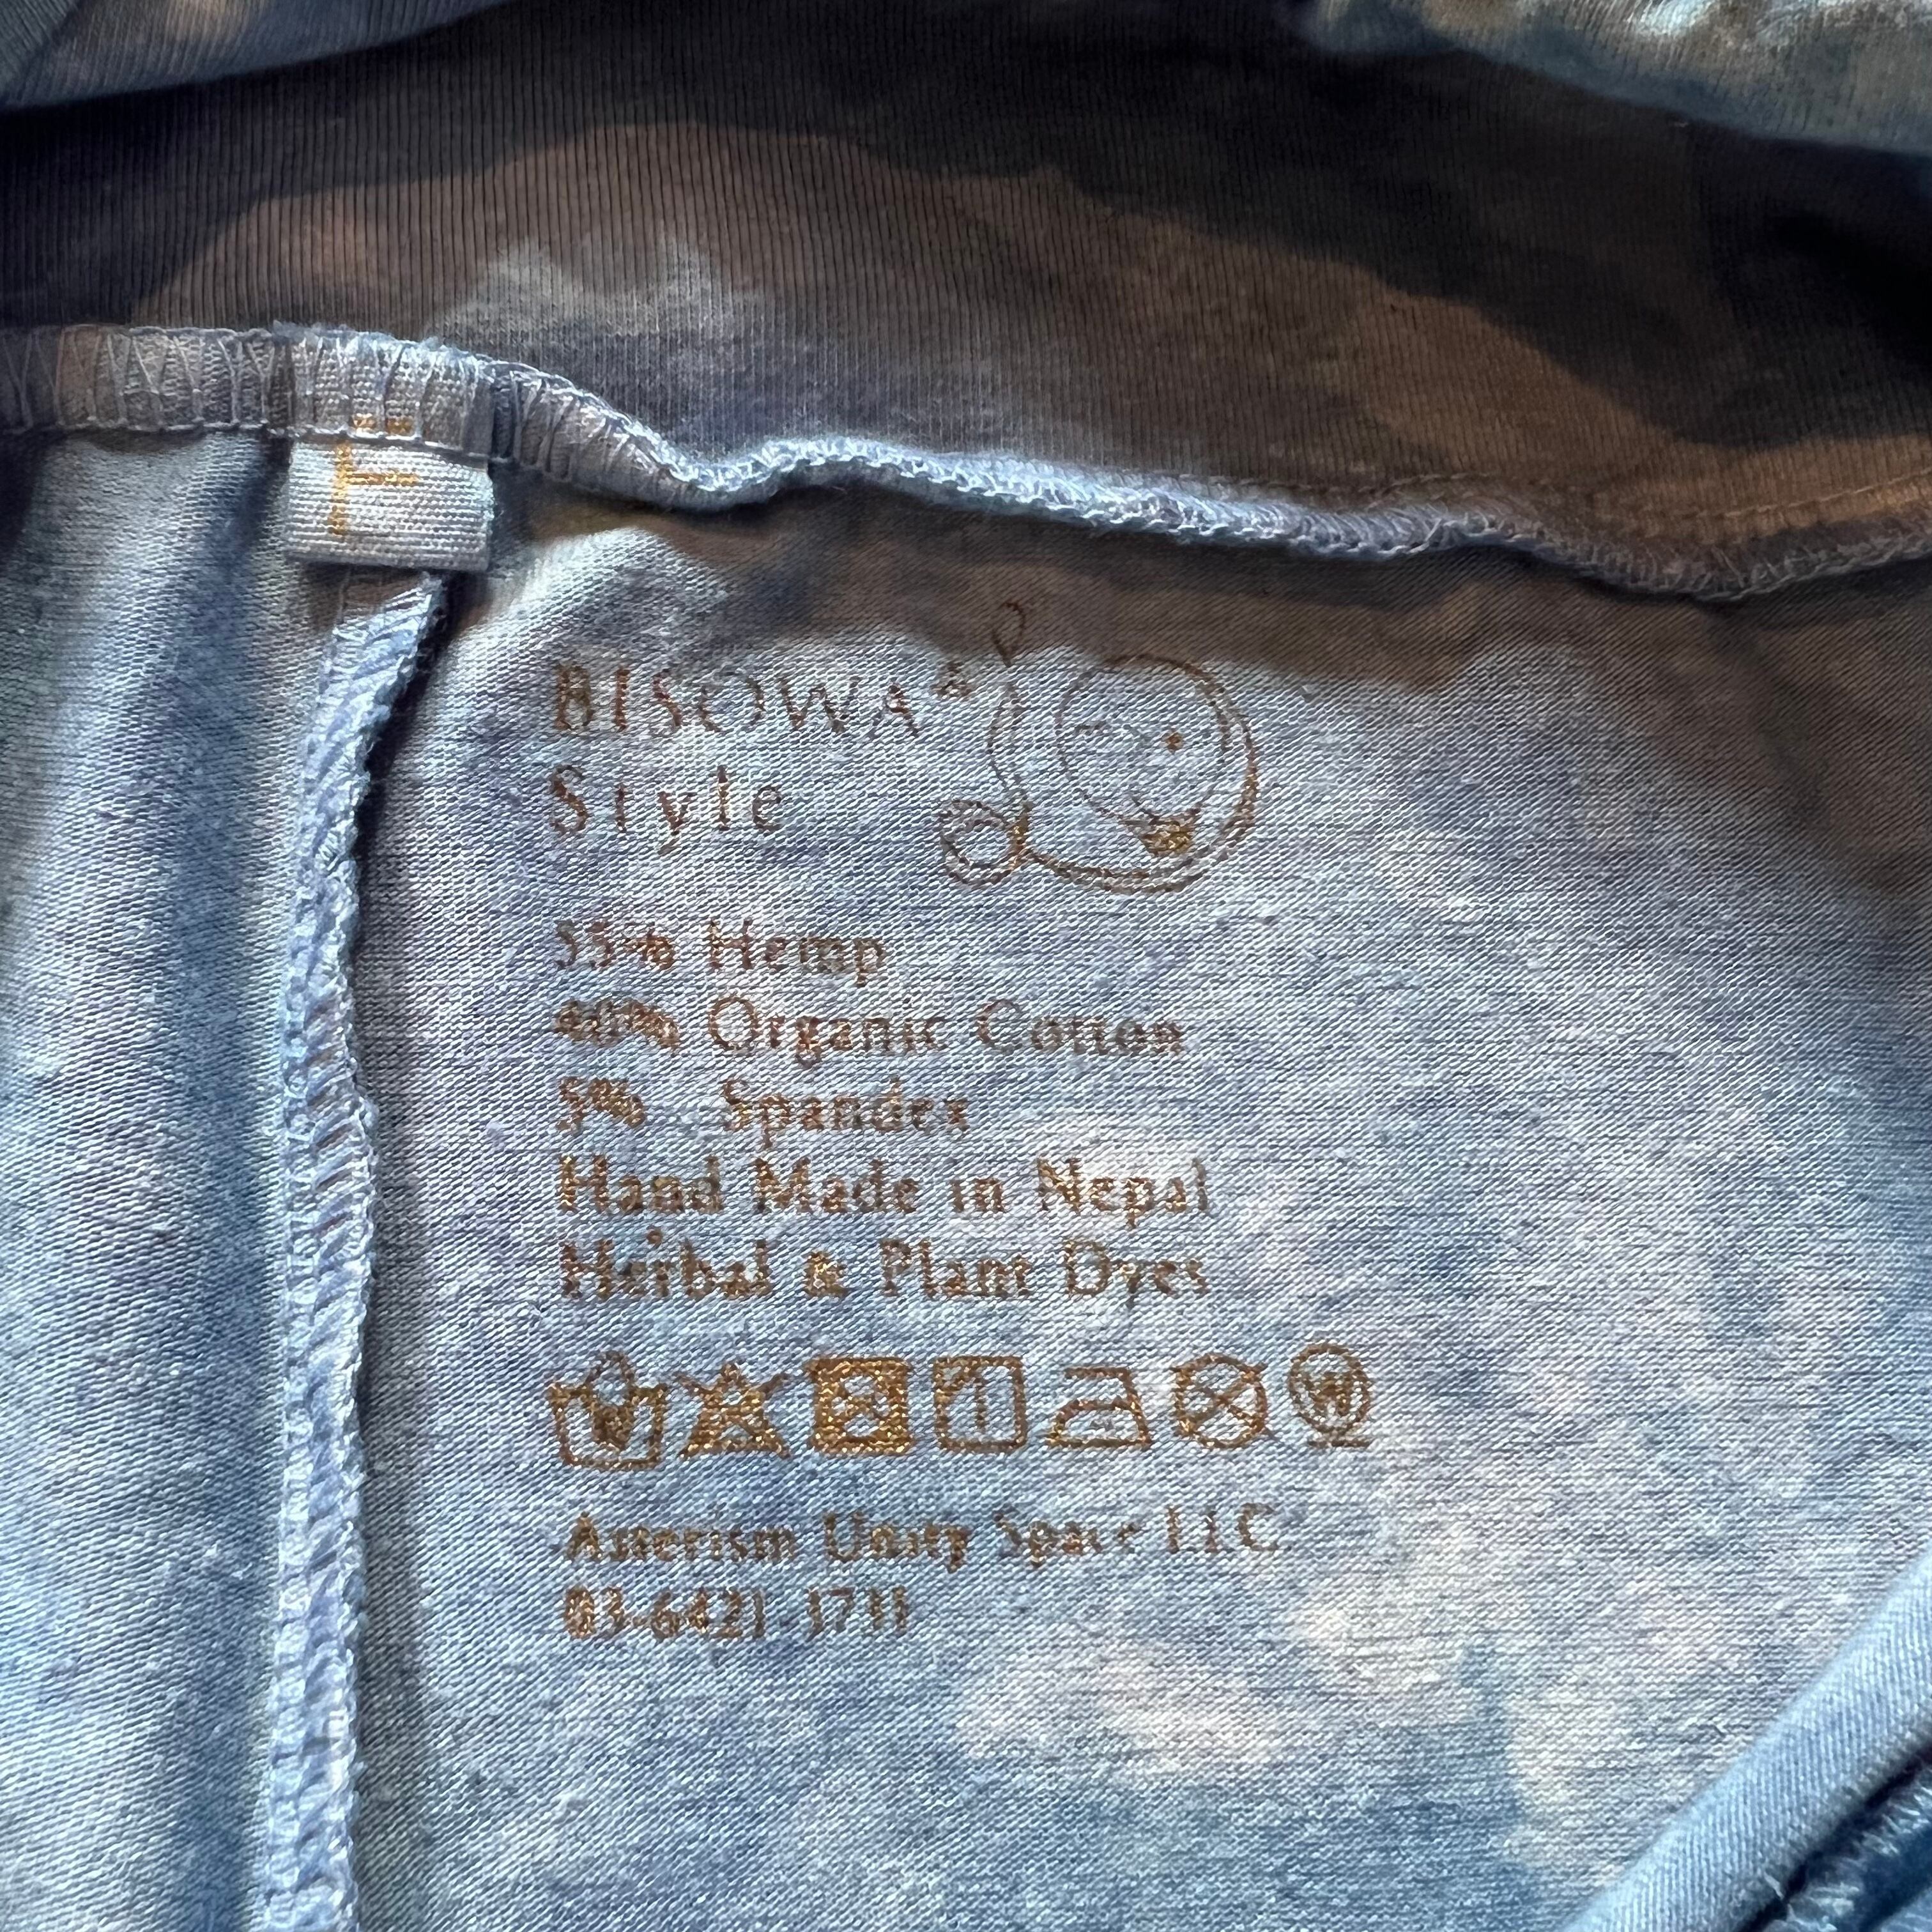 BISOWA
Style
55% Hemp
40% Organic Cotton
5% Spandex
Hand Made in Nepal
Herbal & Plant Dyes
W
Asterism Unity Space LLC
03-6421-1711